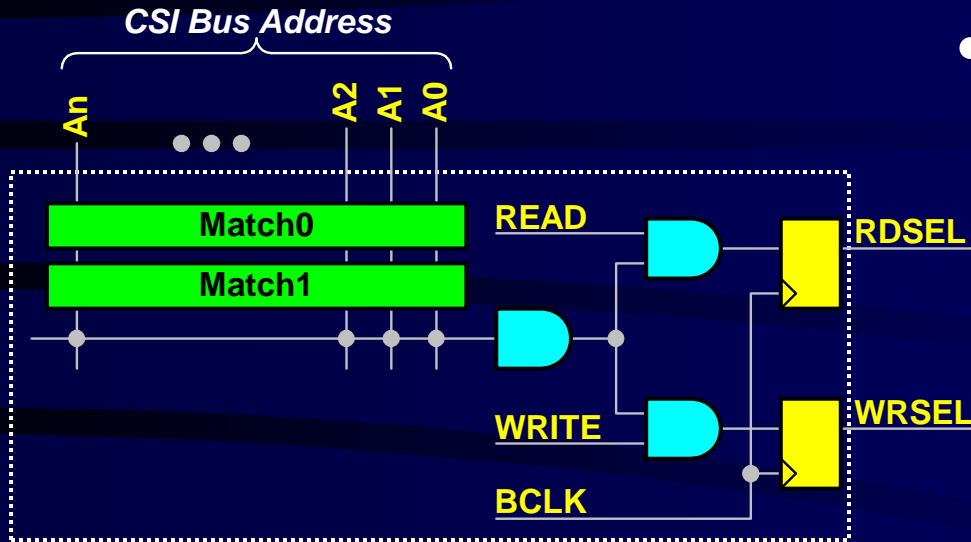 CSI Bus Address
An
A2
A1
A0
Match0
READ
RDSEL
Match1
WRITE
WRSEL
BCLK